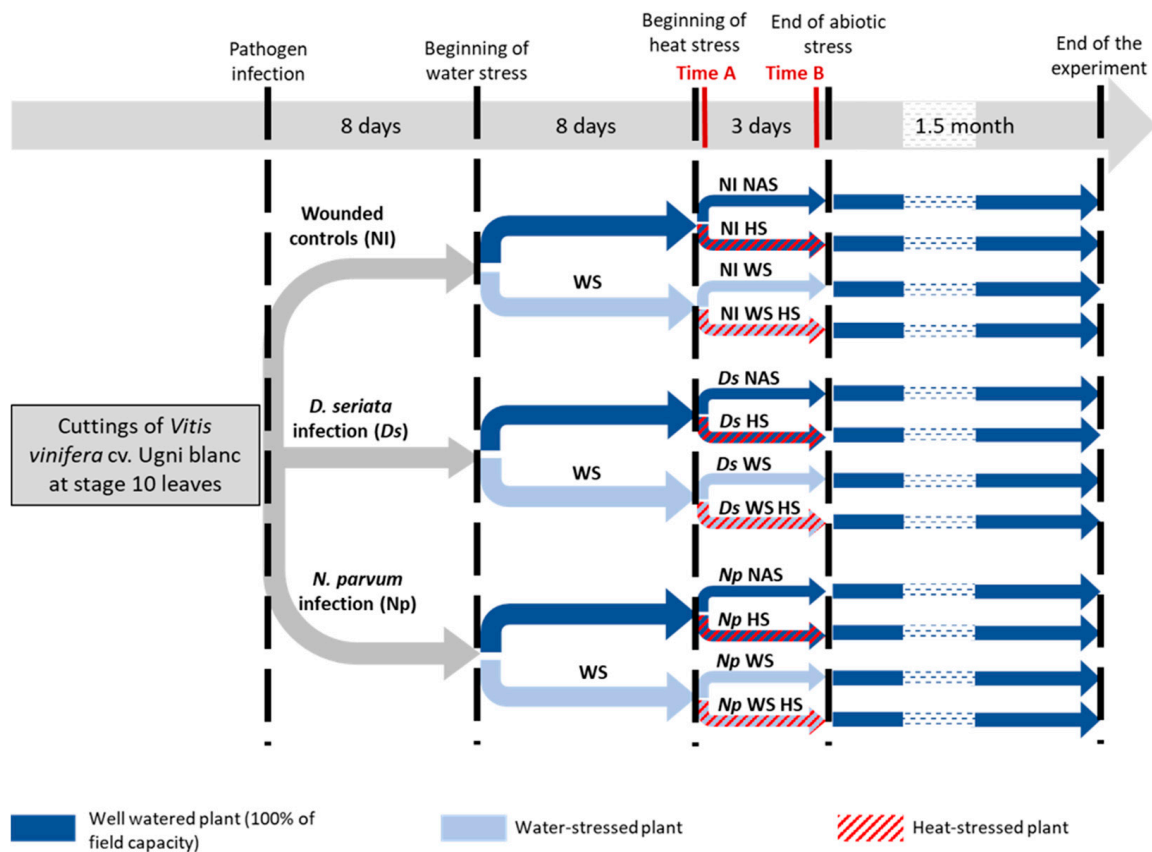 Pathogen
infection
Beginning of
water stress
Beginning of
heat stress
Time A
End of abiotic
stress
Time B
End of the
experiment
8 days
8 days
3 days
1.5 month
Cuttings of Vitis
vinifera cv. Ugni blanc
at stage 10 leaves
Wounded
controls (NI)
WS
NI NAS
NI HS
NI WS
NI WS HS
D. seriata
infection (Ds)
WS
Ds NAS
Ds HS
Ds WS
Ds WS HS
N. parvum
infection (Np)
WS
Np NAS
Np HS
Np WS
Np WS HS
Well watered plant (100% of
field capacity)
Water-stressed plant
Heat-stressed plant